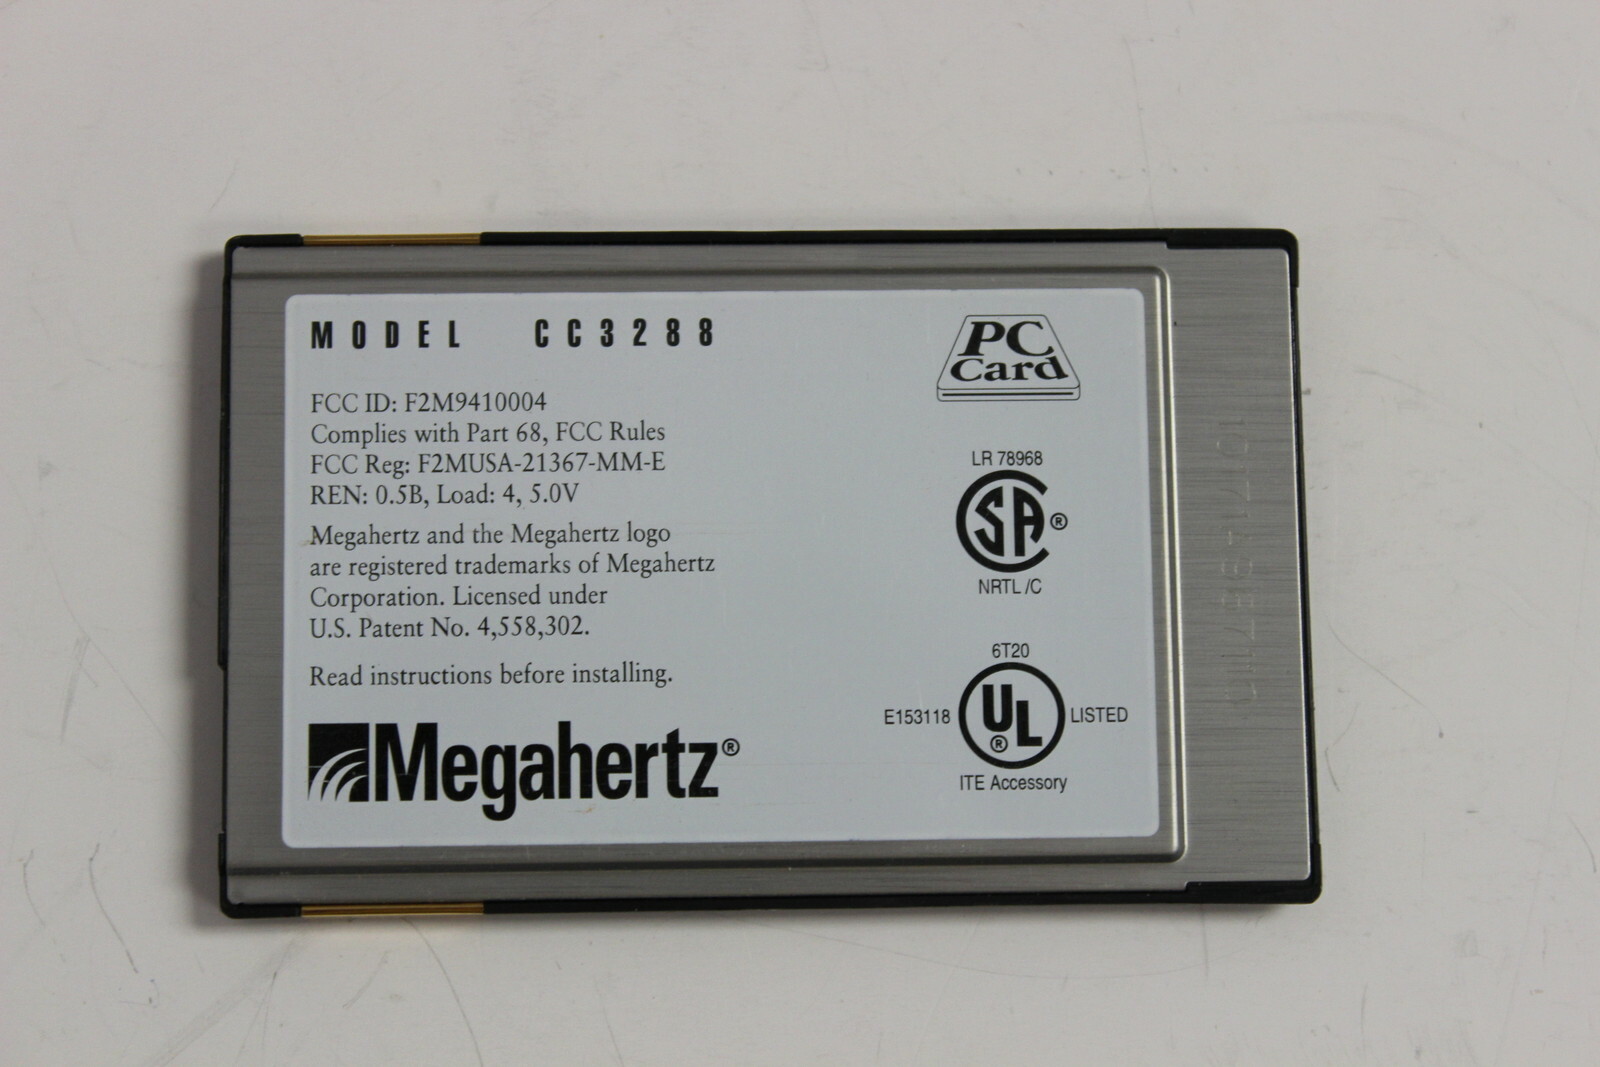 MODEL CC3288
FCC ID: F2M9410004
Complies with Part 68, FCC Rules
FCC Reg: F2MUSA-21367-MM-E
REN: 0.5B, Load: 4, 5.0V
Megahertz and the Megahertz logo
are registered trademarks of Megahertz
Corporation. Licensed under
U.S. Patent No. 4,558,302.
Read instructions before installing.
Megahertz®
PC
Card
LR 78968
SA ®
NRTL /C
6T20
E153118 UL ® LISTED
ITE Accessory